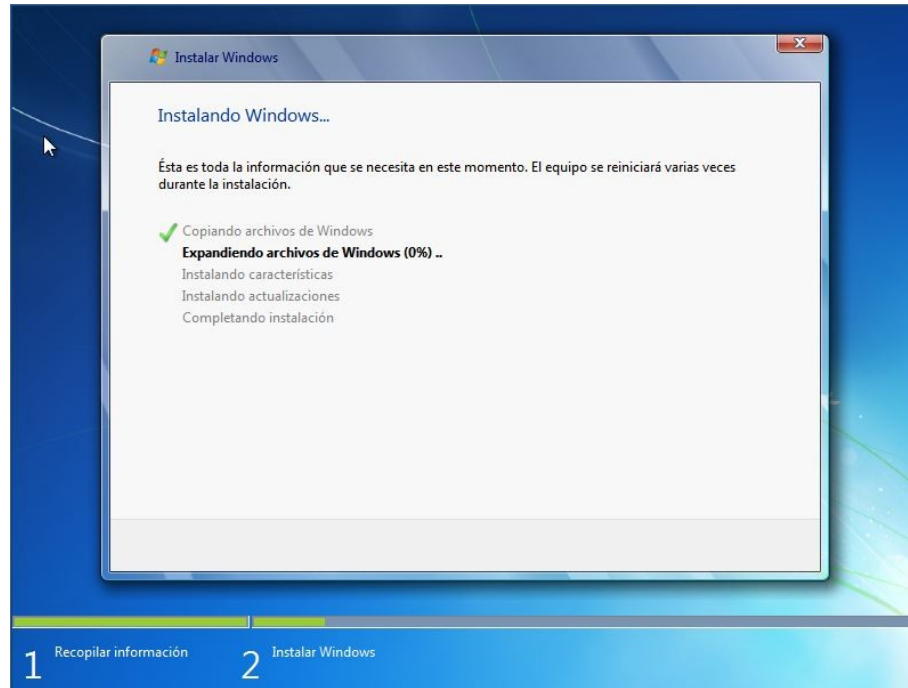 Instalar Windows
Instalando Windows...
Ésta es toda la información que se necesita en este momento. El equipo se reiniciará varias veces
durante la instalación.
Copiando archivos de Windows
Expandiendo archivos de Windows (0%) ..
Instalando características
Instalando actualizaciones
Completando instalación
1 Recopilar información 2 Instalar Windows